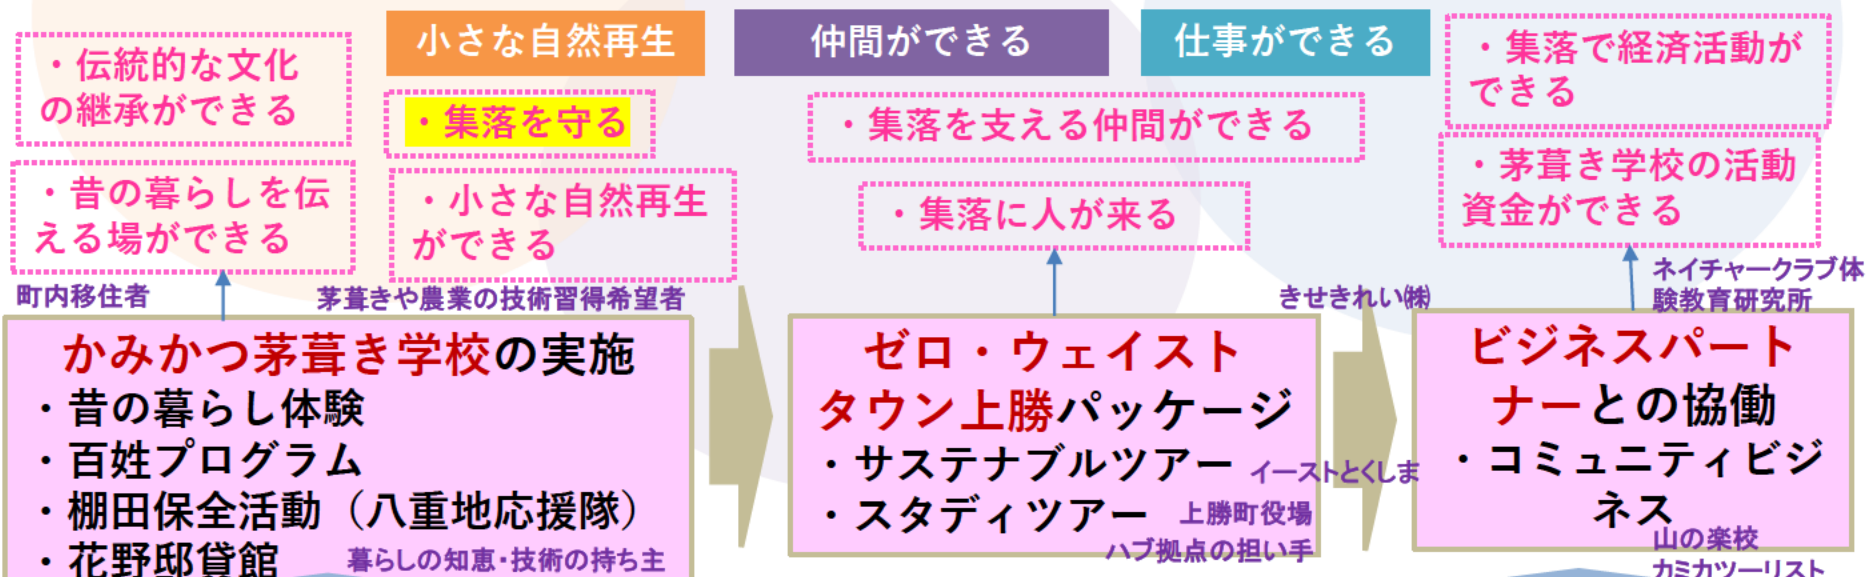 小さな自然再生
仲間ができる
仕事ができる
・伝統的な文化
の継承ができる
・集落を守る
・集落を支える仲間ができる
・集落で経済活動が
できる
・昔の暮らしを伝
える場ができる
・小さな自然再生
ができる
・集落に人が来る
・茅葺き学校の活動
資金ができる
町内移住者
茅葺きや農業の技術習得希望者
きせきれい㈱
ネイチャークラブ体
験教育研究所
かみかつ茅葺き学校の実施
・昔の暮らし体験
・百姓プログラム
・棚田保全活動（八重地応援隊）
・花野邸貸館
暮らしの知恵・技術の持ち主
ゼロ・ウェイスト
タウン上勝パッケージ
・サステナブルツアー
イーストとくしま
・スタディツアー
上勝町役場
ハブ拠点の担い手
ビジネスパート
ナーとの協働
・コミュニティビジ
ネス
山の楽校
カミカツーリスト